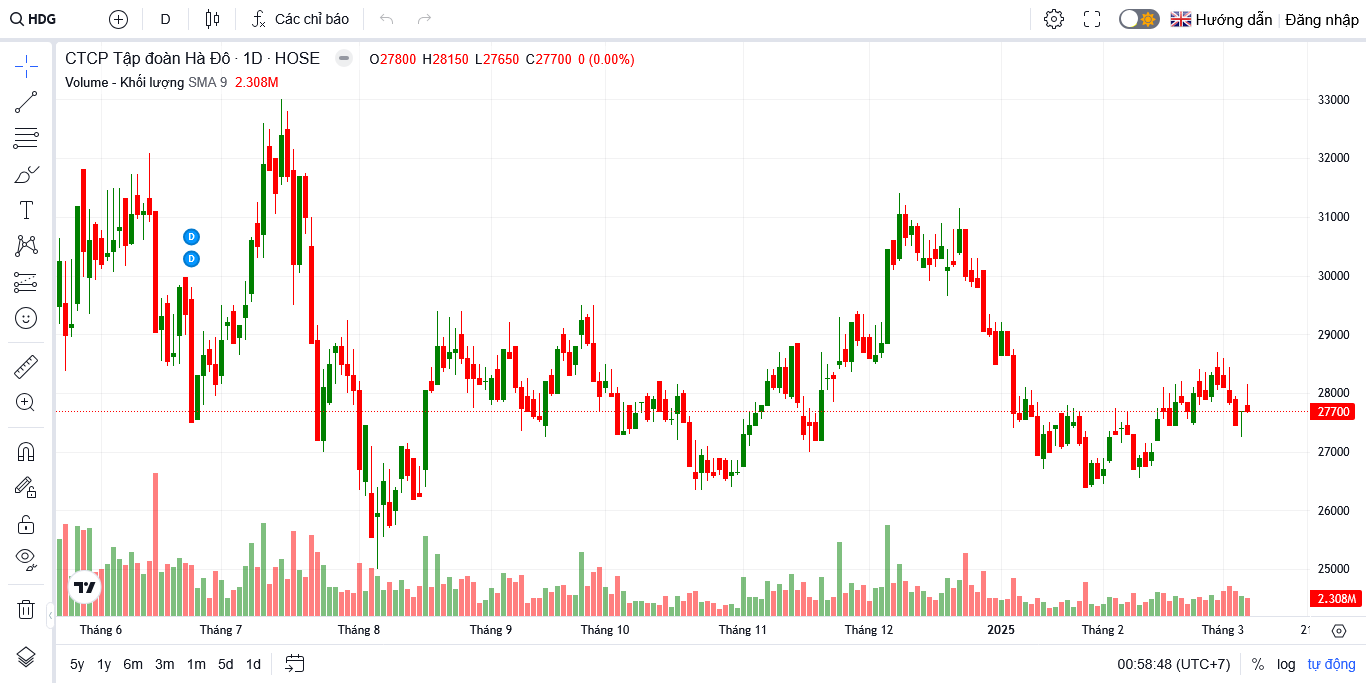 HDG D Các chỉ báo Hướng dẫn Đăng nhập
CTCP Tập đoàn Hà Đô · 1D · HOSE O27800 H28150 L27650 C27700 0 (0.00%)
Volume - Khối lượng SMA 9 2.308M
33000
32000
31000
D
D
30000
29000
28000
27700
27000
26000
25000
2.308M
Tháng 6 Tháng 7 Tháng 8 Tháng 9 Tháng 10 Tháng 11 Tháng 12 2025 Tháng 2 Tháng 3
5y 1y 6m 3m 1m 5d 1d 00:58:48 (UTC+7) % log tự động